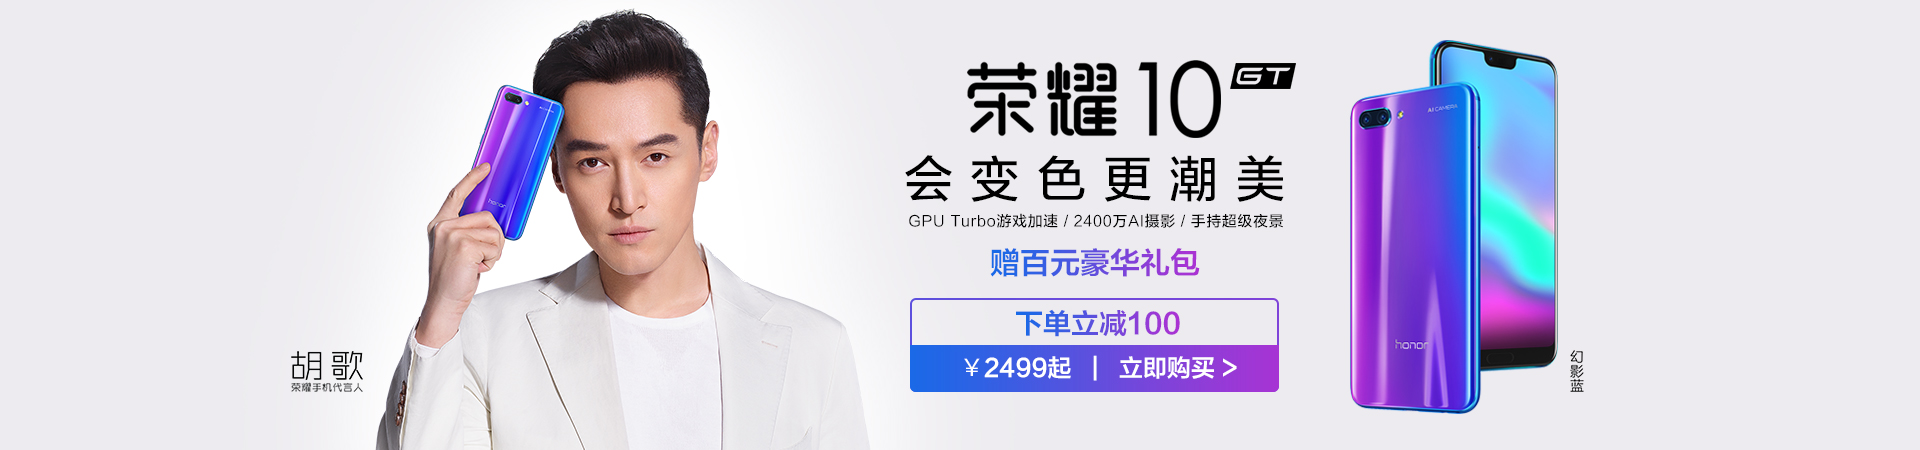 胡歌
荣耀手机代言人
honor
荣耀10 GT
会变色更潮美
GPU Turbo游戏加速 / 2400万AI摄影 / 手持超级夜景
赠百元豪华礼包
下单立减100
¥2499起 | 立即购买 >
AI CAMERA
honor
幻影蓝